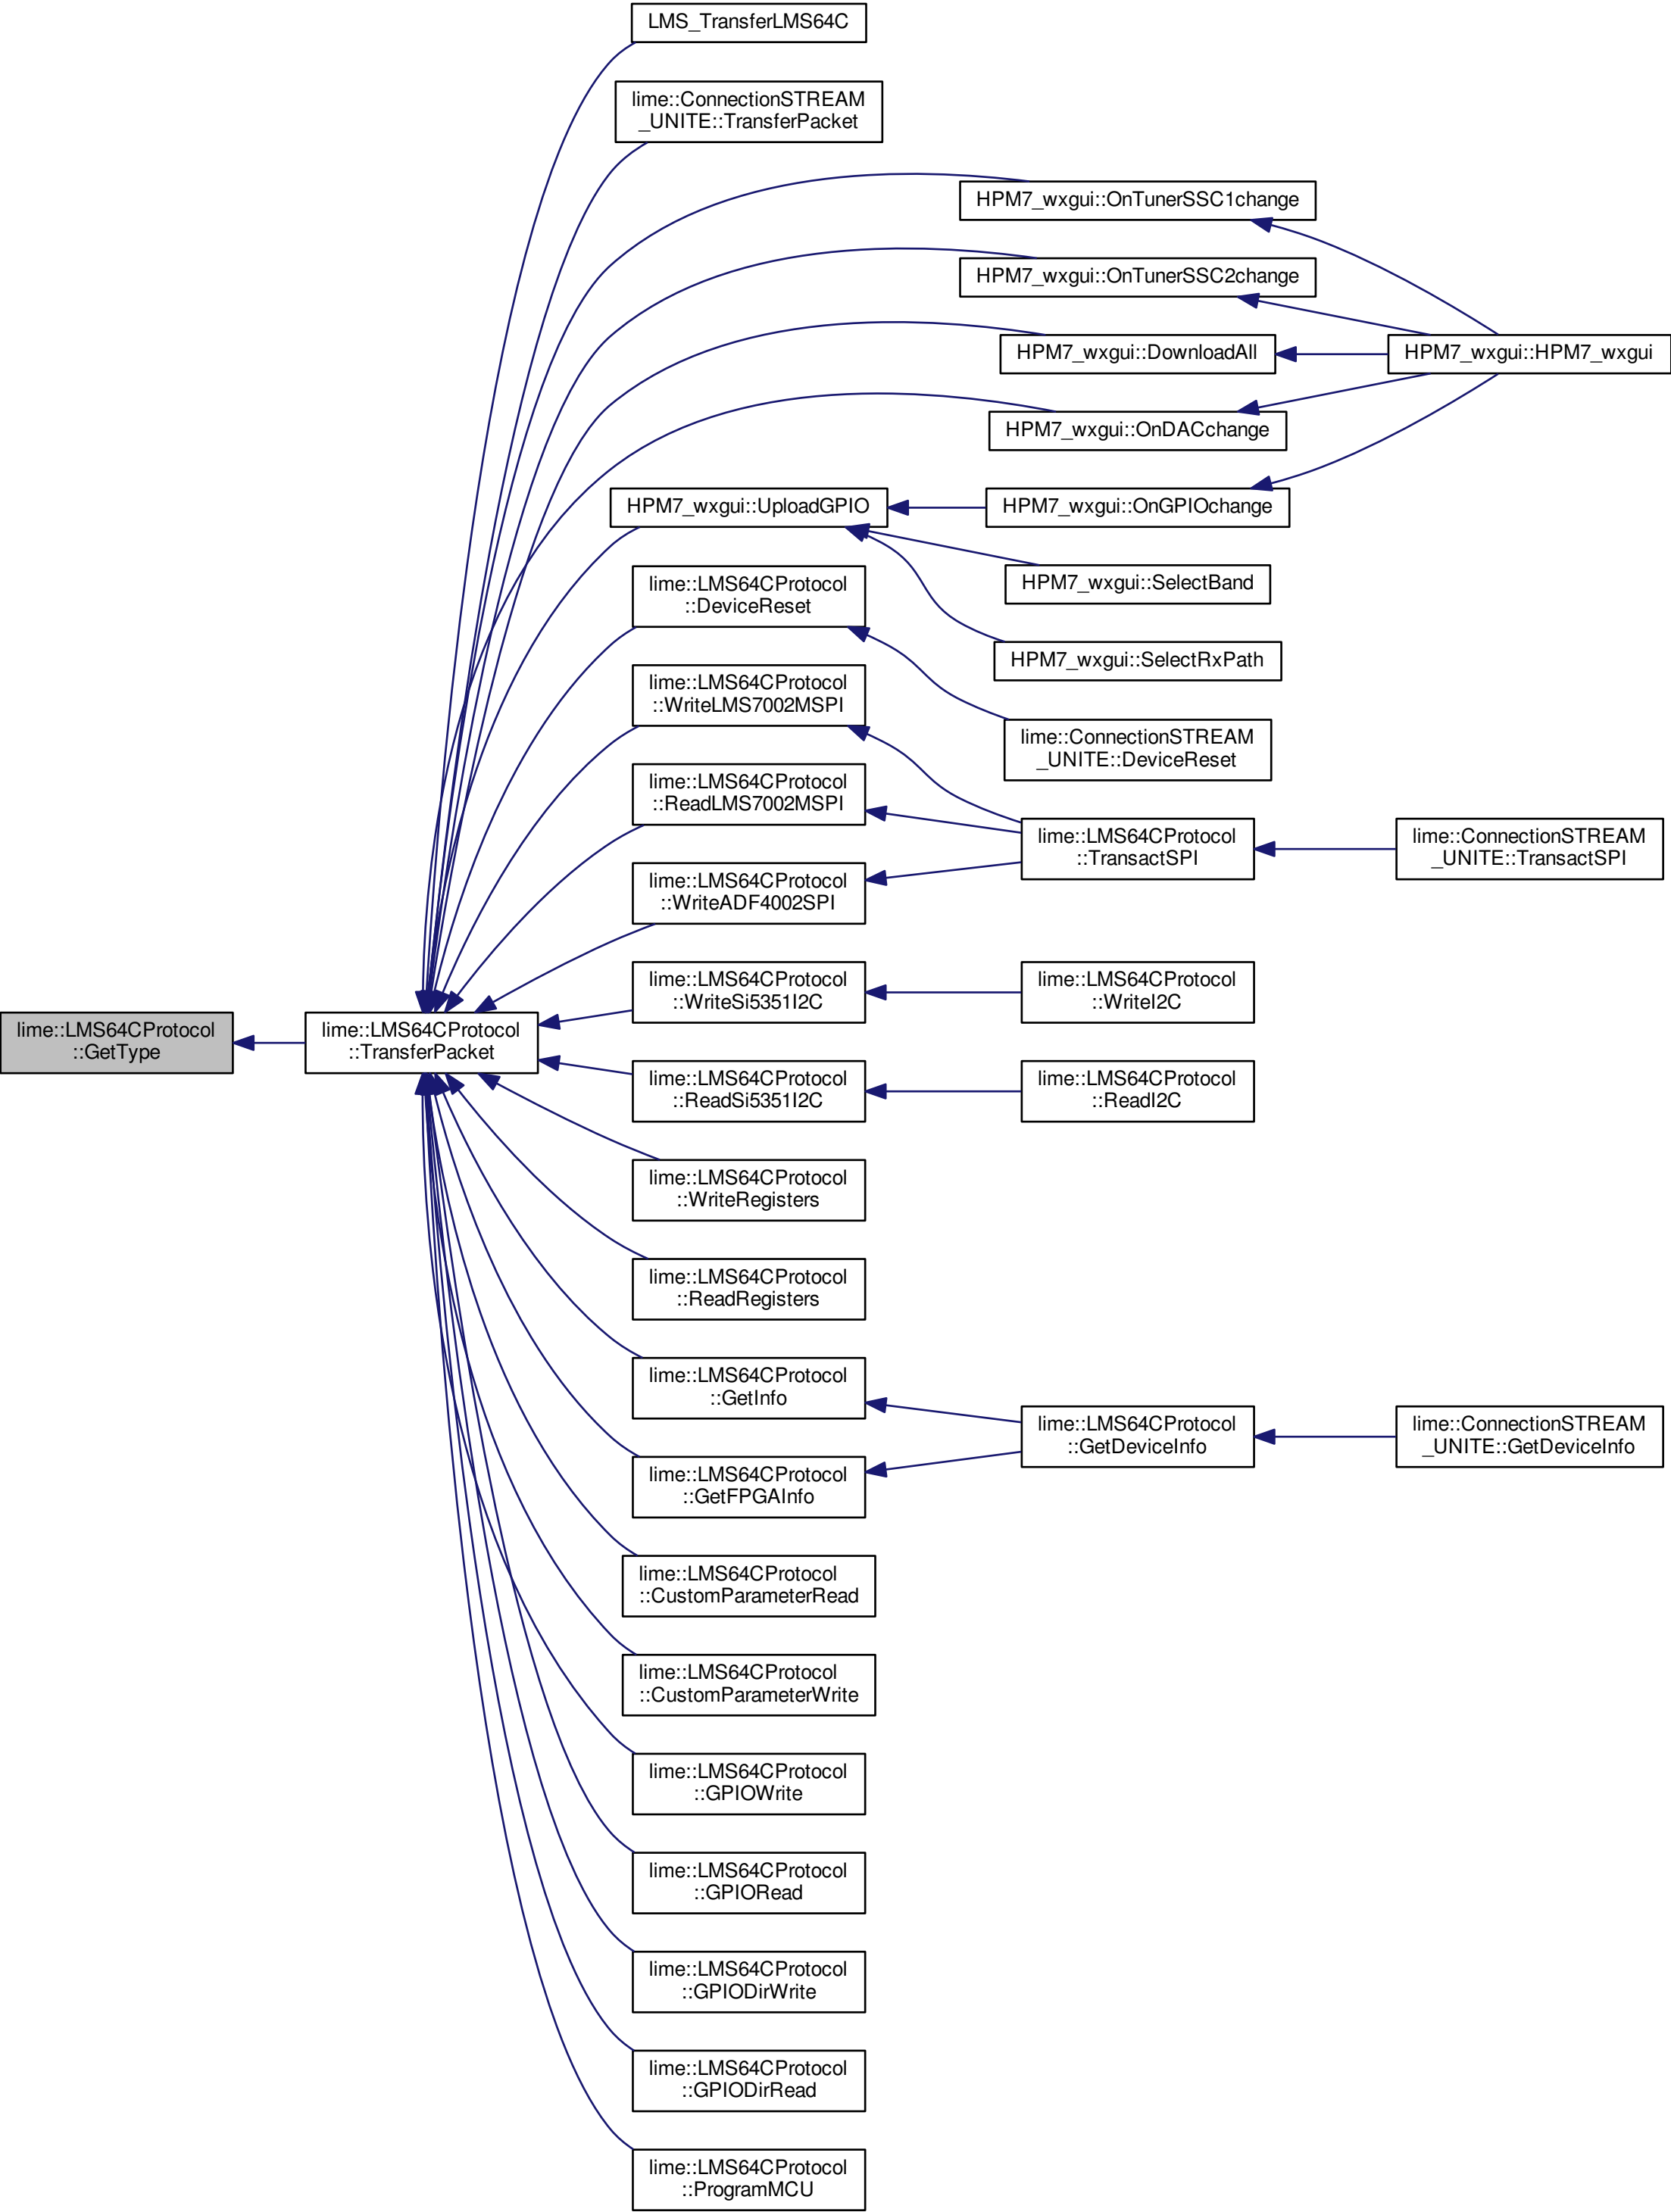 LMS_TransferLMS64C
lime::ConnectionSTREAM
_UNITE::TransferPacket
HPM7_wxgui::OnTunerSSC1change
HPM7_wxgui::OnTunerSSC2change
HPM7_wxgui::DownloadAll
HPM7_wxgui::HPM7_wxgui
HPM7_wxgui::OnDACchange
HPM7_wxgui::UploadGPIO
HPM7_wxgui::OnGPIOchange
HPM7_wxgui::SelectBand
lime::LMS64CProtocol
::DeviceReset
HPM7_wxgui::SelectRxPath
lime::LMS64CProtocol
::WriteLMS7002MSPI
lime::ConnectionSTREAM
_UNITE::DeviceReset
lime::LMS64CProtocol
::ReadLMS7002MSPI
lime::LMS64CProtocol
::TransactSPI
lime::ConnectionSTREAM
_UNITE::TransactSPI
lime::LMS64CProtocol
::WriteADF4002SPI
lime::LMS64CProtocol
::WriteSi5351I2C
lime::LMS64CProtocol
::WriteI2C
lime::LMS64CProtocol
::GetType
lime::LMS64CProtocol
::TransferPacket
lime::LMS64CProtocol
::ReadSi5351I2C
lime::LMS64CProtocol
::ReadI2C
lime::LMS64CProtocol
::WriteRegisters
lime::LMS64CProtocol
::ReadRegisters
lime::LMS64CProtocol
::GetInfo
lime::LMS64CProtocol
::GetDeviceInfo
lime::ConnectionSTREAM
_UNITE::GetDeviceInfo
lime::LMS64CProtocol
::GetFPGAInfo
lime::LMS64CProtocol
::CustomParameterRead
lime::LMS64CProtocol
::CustomParameterWrite
lime::LMS64CProtocol
::GPIOWrite
lime::LMS64CProtocol
::GPIORead
lime::LMS64CProtocol
::GPIODirWrite
lime::LMS64CProtocol
::GPIODirRead
lime::LMS64CProtocol
::ProgramMCU